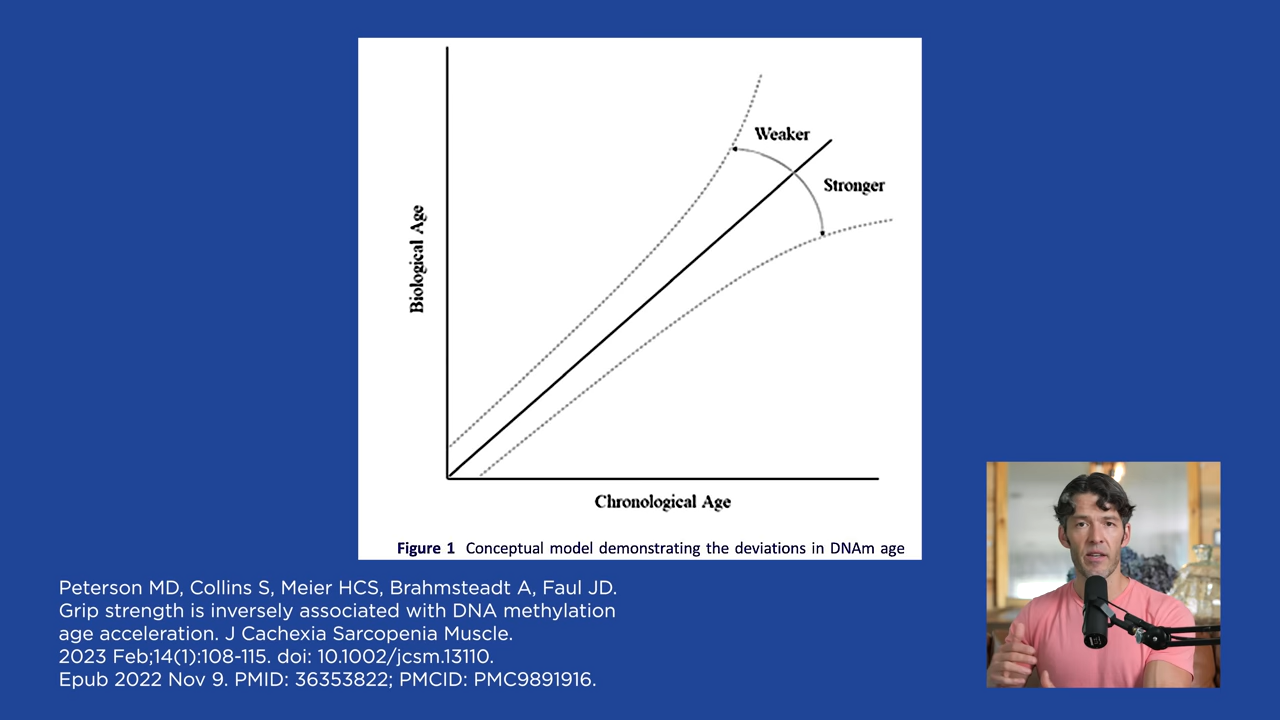 Weaker
Stronger
Biological Age
Chronological Age
Figure 1 Conceptual model demonstrating the deviations in DNAm age
Peterson MD, Collins S, Meier HCS, Brahmsteadt A, Faul JD.
Grip strength is inversely associated with DNA methylation
age acceleration. J Cachexia Sarcopenia Muscle.
2023 Feb;14(1):108-115. doi: 10.1002/jcsm.13110.
Epub 2022 Nov 9. PMID: 36353822; PMCID: PMC9891916.